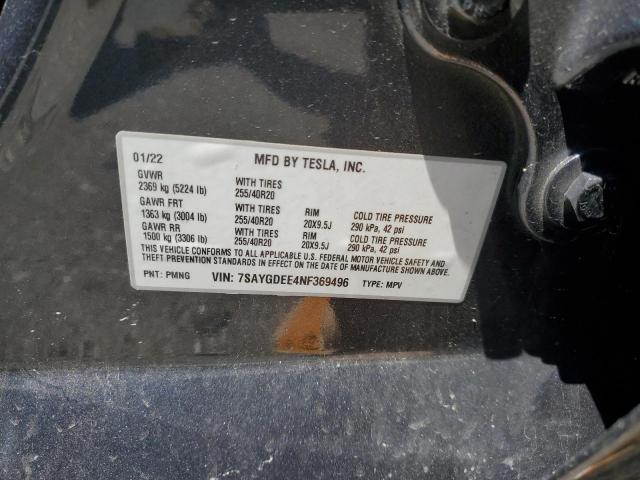 01/22 MFD BY TESLA, INC.
GVWR
2369 kg (5224 lb) WITH TIRES 255/40R20
GAWR FRT
1363 kg (3004 lb) WITH TIRES 255/40R20 RIM 20X9.5J COLD TIRE PRESSURE 290 kPa, 42 psi
GAWR RR
1500 kg (3306 lb) WITH TIRES 255/40R20 RIM 20X9.5J COLD TIRE PRESSURE 290 kPa, 42 psi
THIS VEHICLE CONFORMS TO ALL APPLICABLE U.S. FEDERAL MOTOR VEHICLE SAFETY AND
THEFT PREVENTION STANDARDS IN EFFECT ON THE DATE OF MANUFACTURE SHOWN ABOVE.
PNT: PMNG VIN: 7SAYGDEE4NF369496 TYPE: MPV